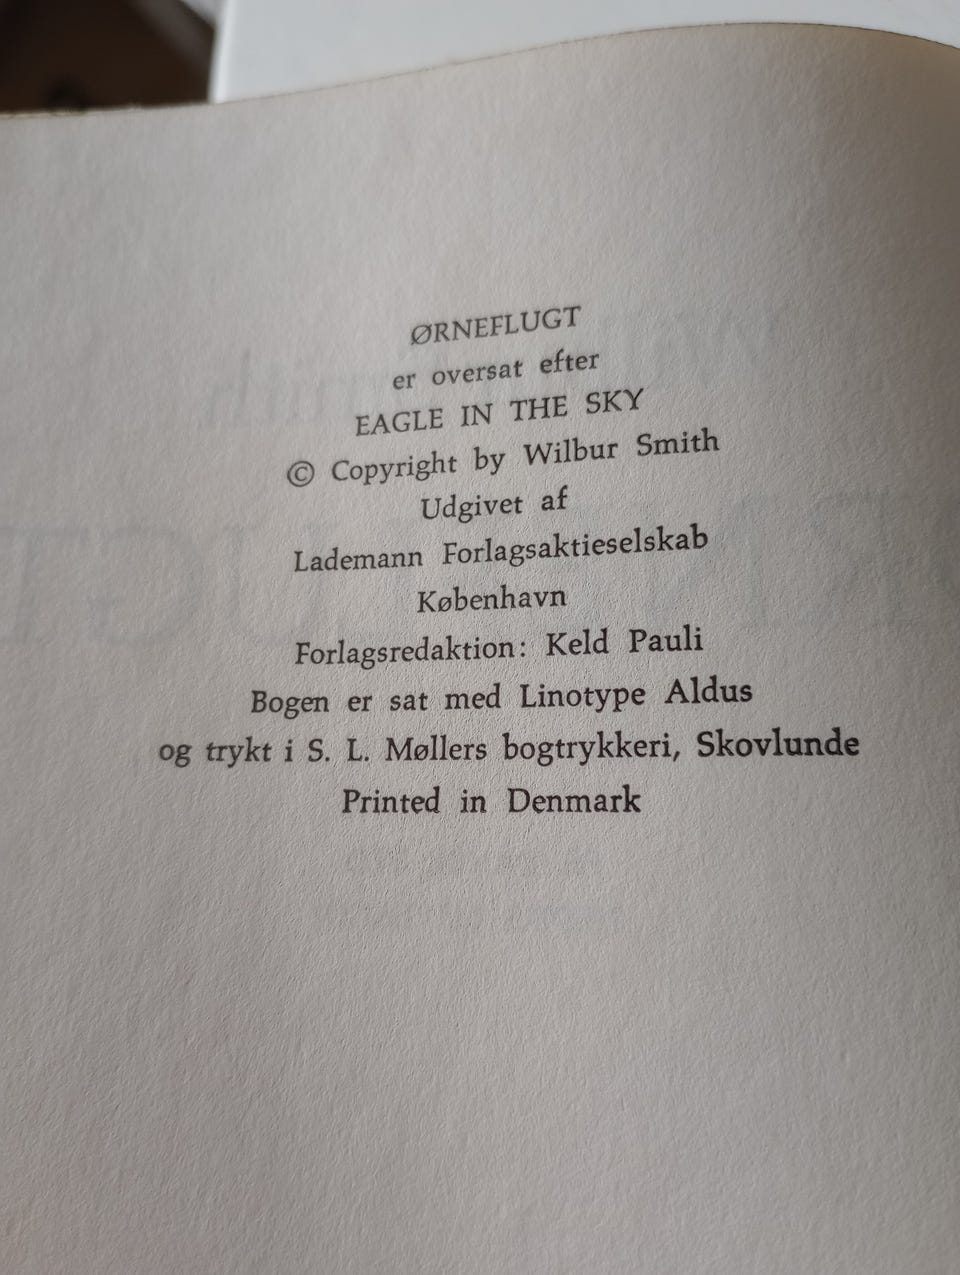 ØRNEFLUGT
er oversat efter
EAGLE IN THE SKY
© Copyright by Wilbur Smith
Udgivet af
Lademann Forlagsaktieselskab
København
Forlagsredaktion: Keld Pauli
Bogen er sat med Linotype Aldus
og trykt i S. L. Møllers bogtrykkeri, Skovlunde
Printed in Denmark